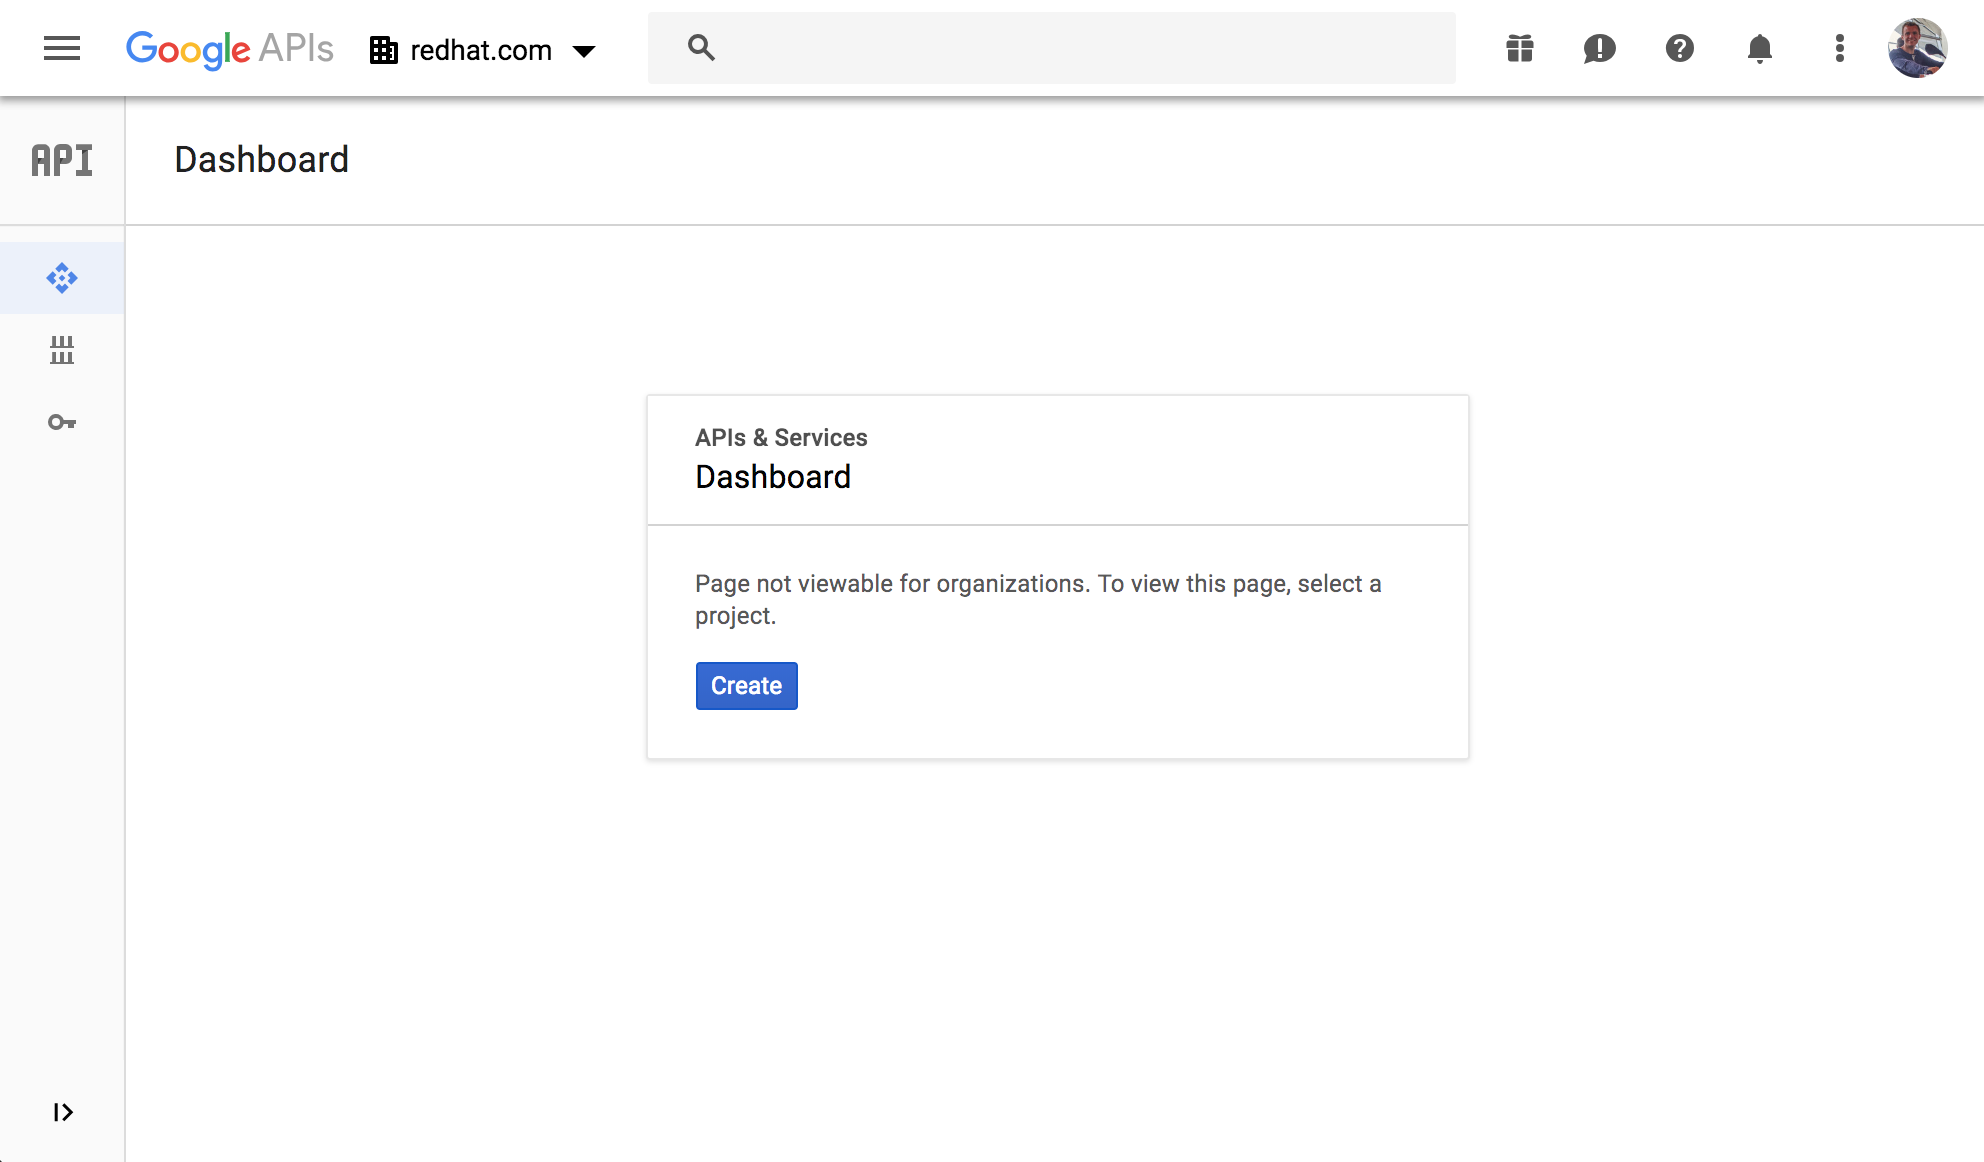 Google APIs
redhat.com
API
Dashboard
APIs & Services
Dashboard
Page not viewable for organizations. To view this page, select a
project.
Create